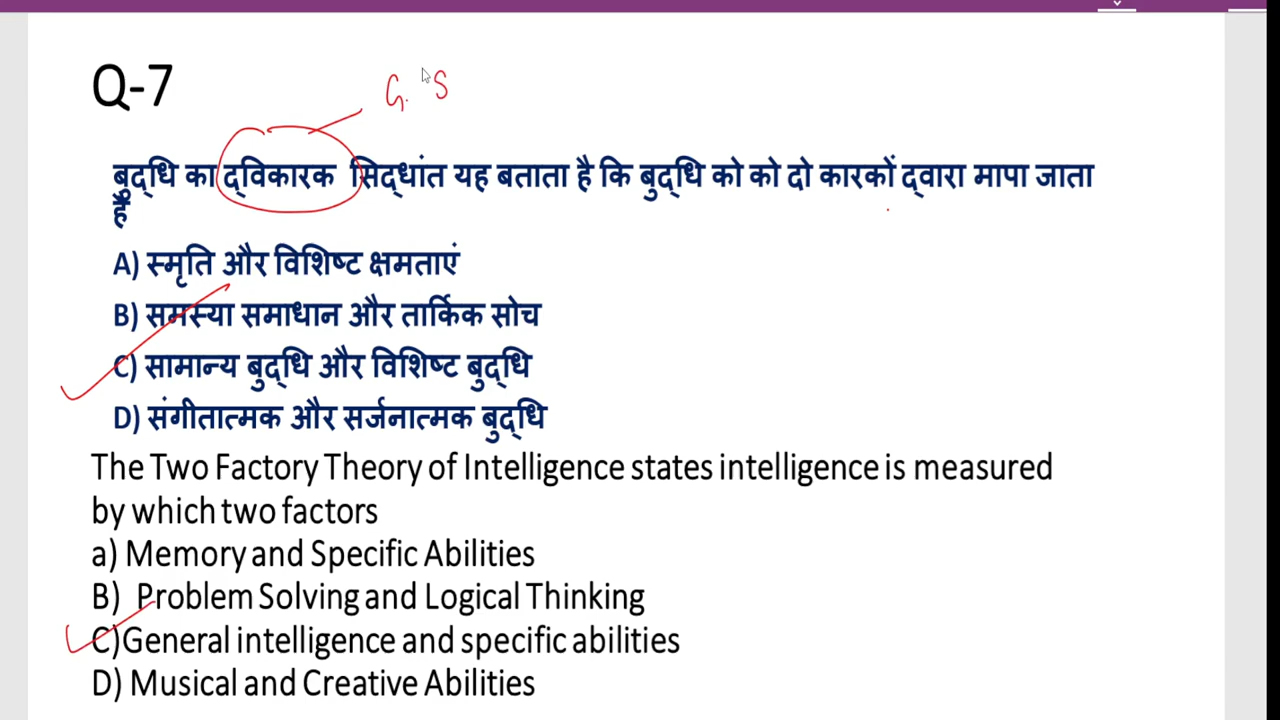 Q-7
G. S
बुद्धि का द्विकारक सिद्धांत यह बताता है कि बुद्धि को को दो कारकों द्वारा मापा जाता
है
A) स्मृति और विशिष्ट क्षमताएं
B) समस्या समाधान और तार्किक सोच
C) सामान्य बुद्धि और विशिष्ट बुद्धि
D) संगीतात्मक और सर्जनात्मक बुद्धि
The Two Factory Theory of Intelligence states intelligence is measured
by which two factors
a) Memory and Specific Abilities
B) Problem Solving and Logical Thinking
C)General intelligence and specific abilities
D) Musical and Creative Abilities